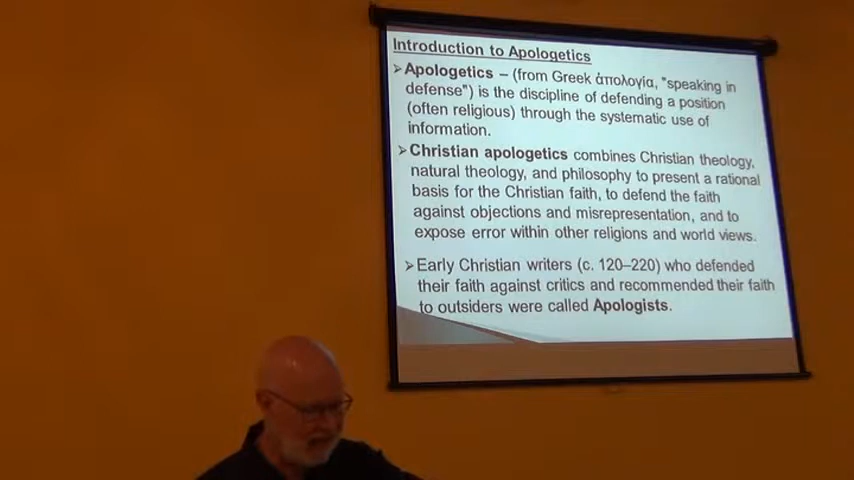 Introduction to Apologetics
➢Apologetics – (from Greek ἀπολογία, "speaking in
defense") is the discipline of defending a position
(often religious) through the systematic use of
information.
➢Christian apologetics combines Christian theology,
natural theology, and philosophy to present a rational
basis for the Christian faith, to defend the faith
against objections and misrepresentation, and to
expose error within other religions and world views.
➢Early Christian writers (c. 120–220) who defended
their faith against critics and recommended their faith
to outsiders were called Apologists.